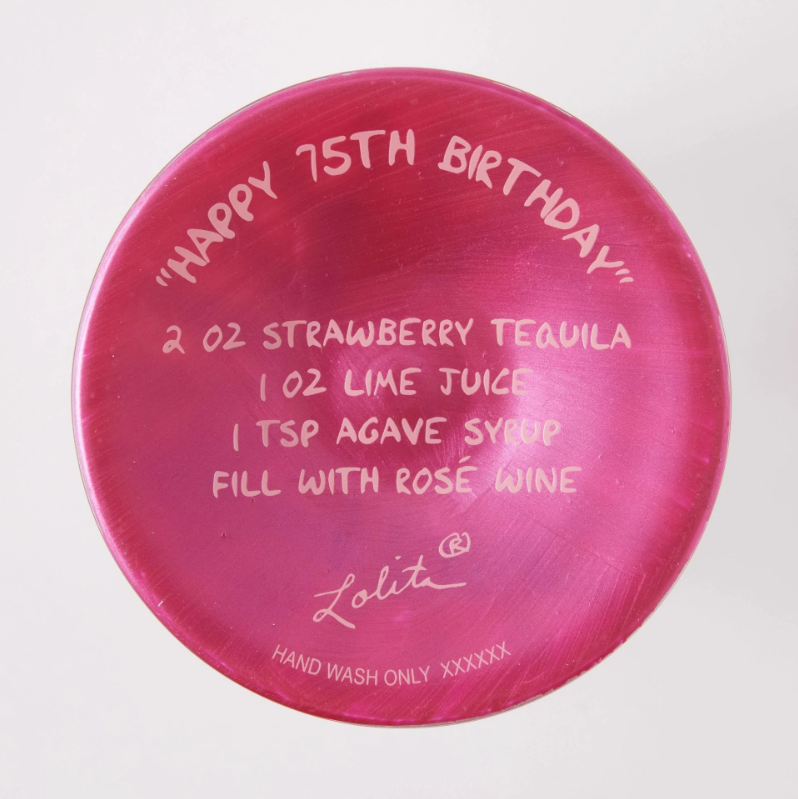 "HAPPY 75TH BIRTHDAY"
2 OZ STRAWBERRY TEQUILA
1 OZ LIME JUICE
1 TSP AGAVE SYRUP
FILL WITH ROSÉ WINE
Lolita®
HAND WASH ONLY XXXXXX